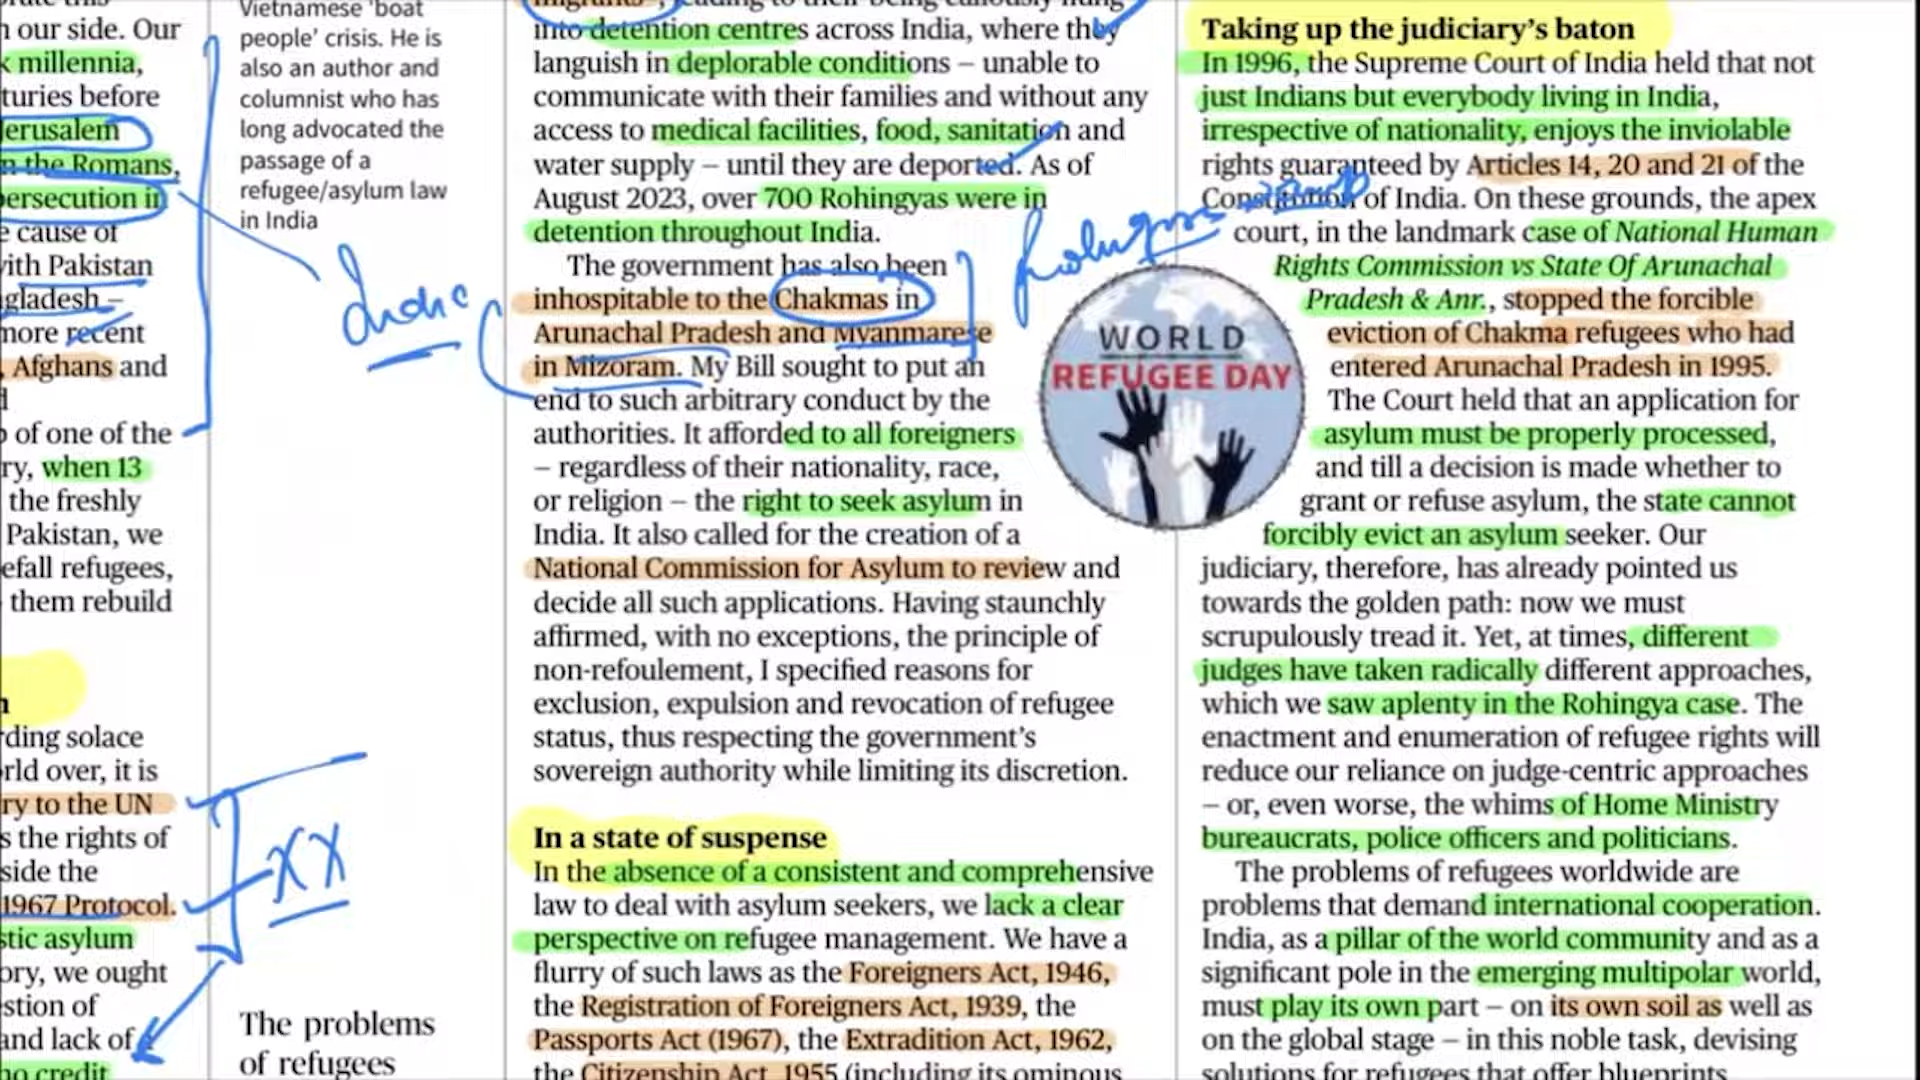 n our side. Our
k millennia,
turies before
Jerusalem
n the Romans,
persecution in
e cause of
ith Pakistan
gladesh –
more recent
, Afghans and
of one of the
ry, when 13
the freshly
Pakistan, we
efall refugees,
them rebuild
rding solace
rld over, it is
ry to the UN
s the rights of
side the
1967 Protocol.
stic asylum
ory, we ought
stion of
and lack of
no credit
Vietnamese 'boat
people' crisis. He is
also an author and
columnist who has
long advocated the
passage of a
refugee/asylum law
in India
India
XX
The problems
of refugees
into detention centres across India, where they
languish in deplorable conditions – unable to
communicate with their families and without any
access to medical facilities, food, sanitation and
water supply – until they are deported. As of
August 2023, over 700 Rohingyas were in
detention throughout India.
The government has also been
inhospitable to the Chakmas in
Arunachal Pradesh and Myanmarese
in Mizoram. My Bill sought to put an
end to such arbitrary conduct by the
authorities. It afforded to all foreigners
– regardless of their nationality, race,
or religion – the right to seek asylum in
India. It also called for the creation of a
National Commission for Asylum to review and
decide all such applications. Having staunchly
affirmed, with no exceptions, the principle of
non-refoulement, I specified reasons for
exclusion, expulsion and revocation of refugee
status, thus respecting the government's
sovereign authority while limiting its discretion.
In a state of suspense
In the absence of a consistent and comprehensive
law to deal with asylum seekers, we lack a clear
perspective on refugee management. We have a
flurry of such laws as the Foreigners Act, 1946,
the Registration of Foreigners Act, 1939, the
Passports Act (1967), the Extradition Act, 1962,
the Citizenship Act, 1955 (including its ominous
WORLD
REFUGEE DAY
Taking up the judiciary's baton
In 1996, the Supreme Court of India held that not
just Indians but everybody living in India,
irrespective of nationality, enjoys the inviolable
rights guaranteed by Articles 14, 20 and 21 of the
Constitution of India. On these grounds, the apex
court, in the landmark case of National Human
Rights Commission vs State Of Arunachal
Pradesh & Anr., stopped the forcible
eviction of Chakma refugees who had
entered Arunachal Pradesh in 1995.
The Court held that an application for
asylum must be properly processed,
and till a decision is made whether to
grant or refuse asylum, the state cannot
forcibly evict an asylum seeker. Our
judiciary, therefore, has already pointed us
towards the golden path: now we must
scrupulously tread it. Yet, at times, different
judges have taken radically different approaches,
which we saw aplenty in the Rohingya case. The
enactment and enumeration of refugee rights will
reduce our reliance on judge-centric approaches
– or, even worse, the whims of Home Ministry
bureaucrats, police officers and politicians.
The problems of refugees worldwide are
problems that demand international cooperation.
India, as a pillar of the world community and as a
significant pole in the emerging multipolar world,
must play its own part – on its own soil as well as
on the global stage – in this noble task, devising
solutions for refugees that offer blueprints